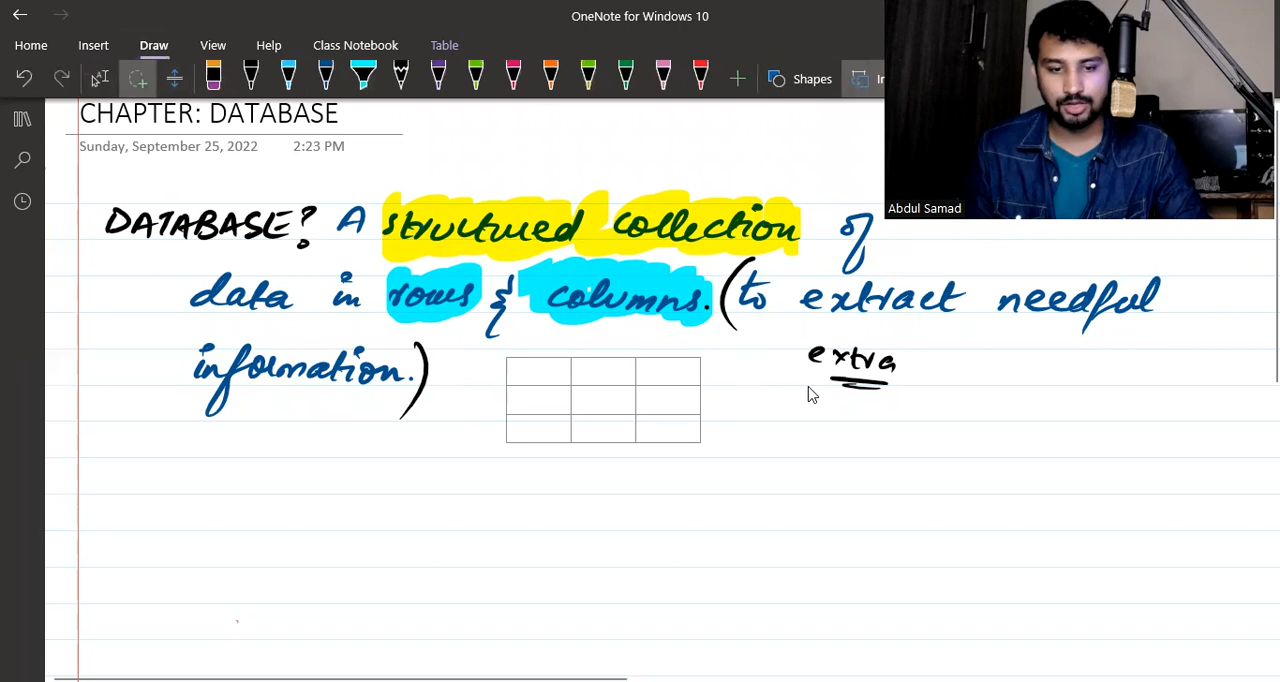 OneNote for Windows 10
Home Insert Draw View Help Class Notebook Table
Shapes In
CHAPTER: DATABASE
Sunday, September 25, 2022 2:23 PM
Abdul Samad
DATABASE? A structured collection of
data in rows & columns. (to extract needful
information.)
extra